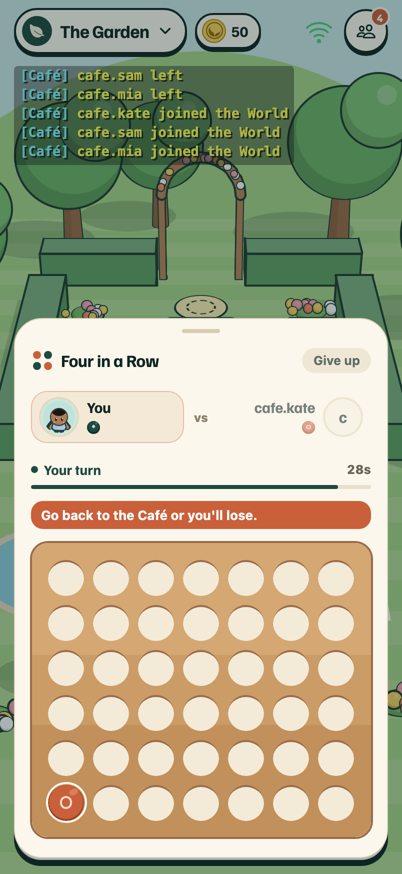 The Garden
50
4
[Café] cafe.sam left
[Café] cafe.mia left
[Café] cafe.kate joined the World
[Café] cafe.sam joined the World
[Café] cafe.mia joined the World
Four in a Row
Give up
You
vs
cafe.kate
c
Your turn
28s
Go back to the Café or you'll lose.